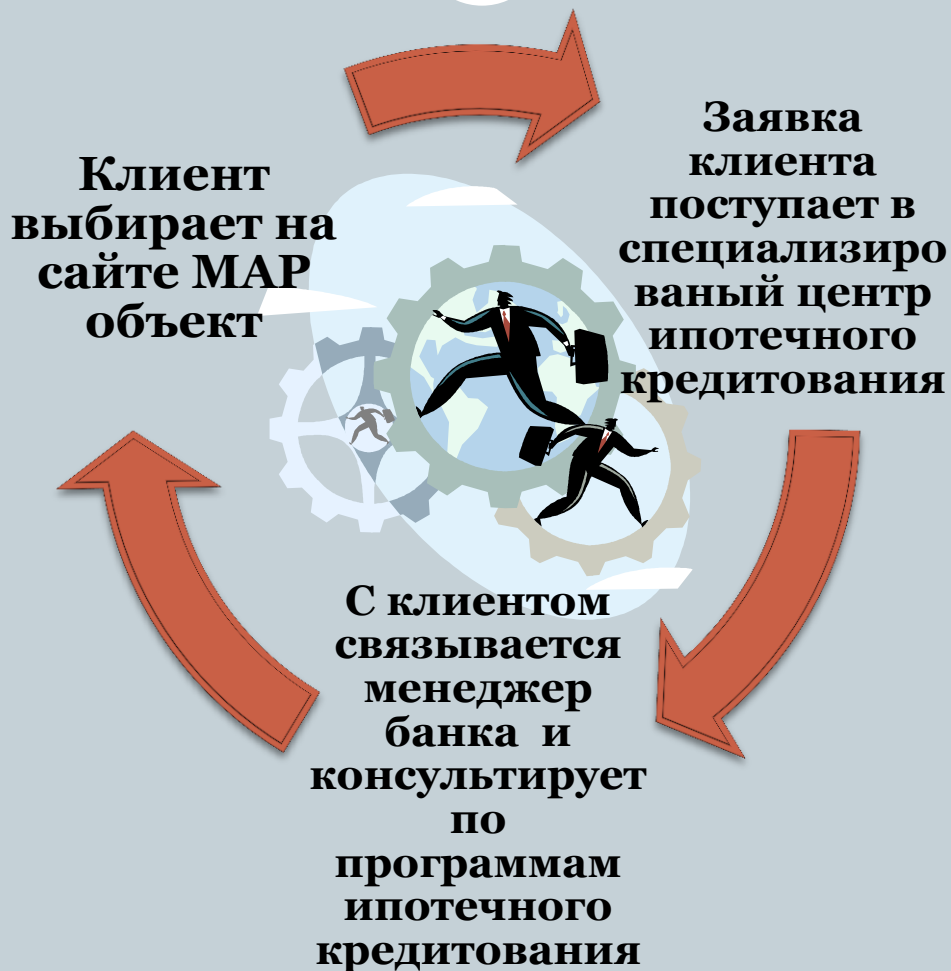 Клиент
выбирает на
сайте МАР
объект
Заявка
клиента
поступает в
специализиро
ваный центр
ипотечного
кредитования
С клиентом
связывается
менеджер
банка и
консультирует
по
программам
ипотечного
кредитования